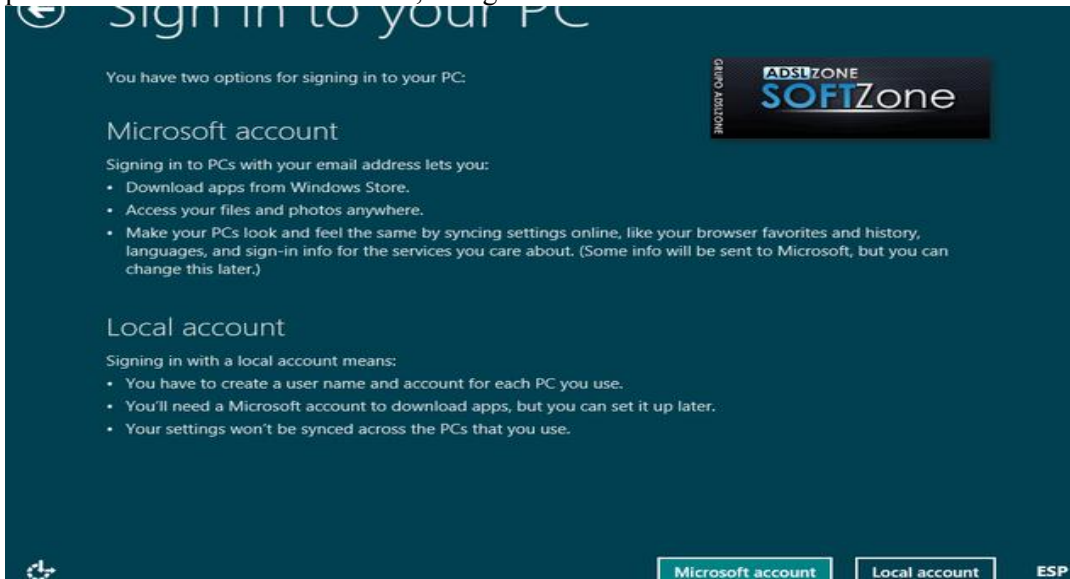 Sign in to your PC
You have two options for signing in to your PC:
GRUPO ADSLZONE
ADSLZONE
SOFTZone
Microsoft account
Signing in to PCs with your email address lets you:
• Download apps from Windows Store.
• Access your files and photos anywhere.
• Make your PCs look and feel the same by syncing settings online, like your browser favorites and history,
languages, and sign-in info for the services you care about. (Some info will be sent to Microsoft, but you can
change this later.)
Local account
Signing in with a local account means:
• You have to create a user name and account for each PC you use.
• You'll need a Microsoft account to download apps, but you can set it up later.
• Your settings won't be synced across the PCs that you use.
Microsoft account
Local account
ESP